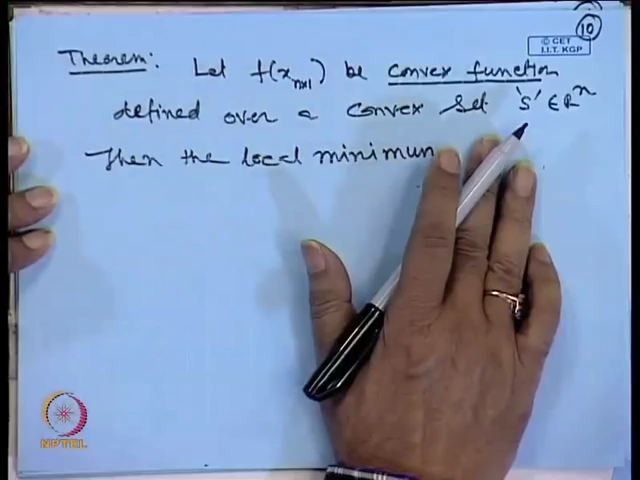 10
© CET
I.I.T. KGP
Theorem: Let f(x_{n×1}) be convex function
defined over a convex set 's' ∈ R^n
Then the local minimum
NPTEL